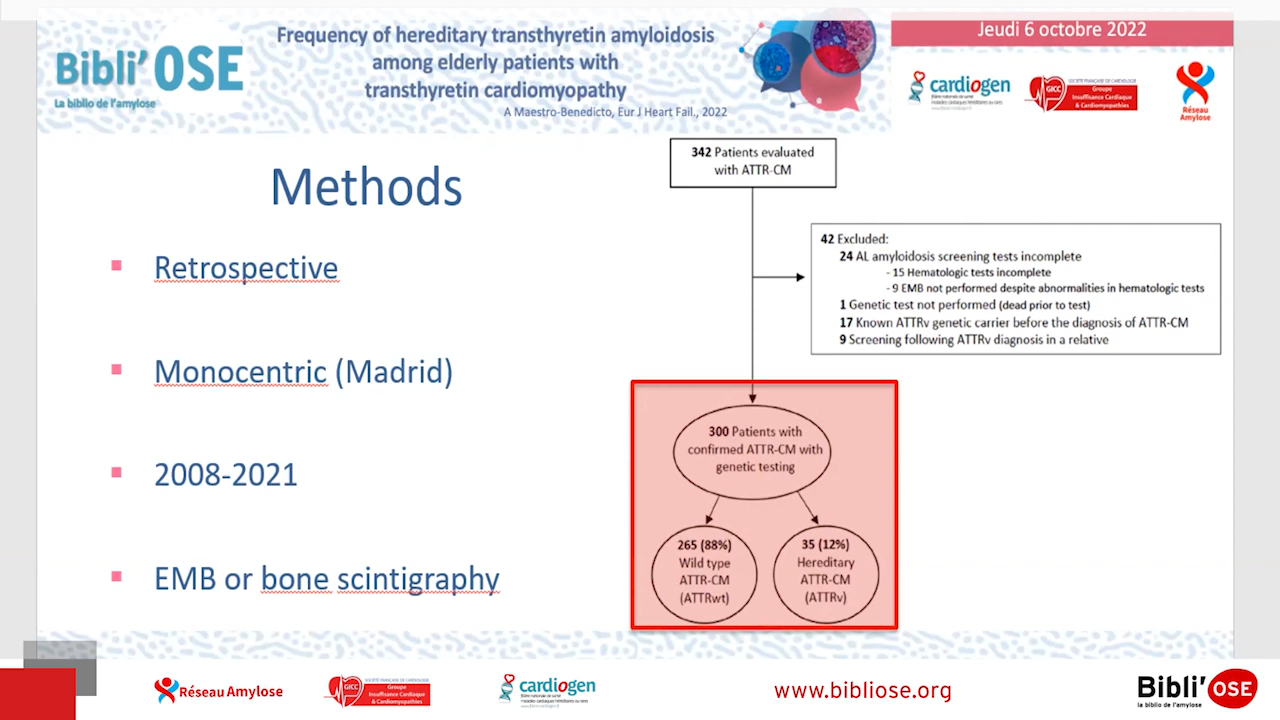 Bibli'OSE
La biblio de l'amylose
Frequency of hereditary transthyretin amyloidosis
among elderly patients with
transthyretin cardiomyopathy
A Maestro-Benedicto, Eur J Heart Fail., 2022
Jeudi 6 octobre 2022
cardiogen
GICC
SOCIÉTÉ FRANÇAISE DE CARDIOLOGIE
Groupe
Insuffisance Cardiaque
& Cardiomyopathies
Réseau
Amylose
Methods
Retrospective
Monocentric (Madrid)
2008-2021
EMB or bone scintigraphy
342 Patients evaluated
with ATTR-CM
42 Excluded:
24 AL amyloidosis screening tests incomplete
- 15 Hematologic tests incomplete
- 9 EMB not performed despite abnormalities in hematologic tests
1 Genetic test not performed (dead prior to test)
17 Known ATTRv genetic carrier before the diagnosis of ATTR-CM
9 Screening following ATTRv diagnosis in a relative
300 Patients with
confirmed ATTR-CM with
genetic testing
265 (88%)
Wild type
ATTR-CM
(ATTRwt)
35 (12%)
Hereditary
ATTR-CM
(ATTRv)
Réseau Amylose
GICC
SOCIÉTÉ FRANÇAISE DE CARDIOLOGIE
Groupe
Insuffisance Cardiaque
& Cardiomyopathies
cardiogen
www.bibliose.org
Bibli'OSE
la biblio de l'amylose